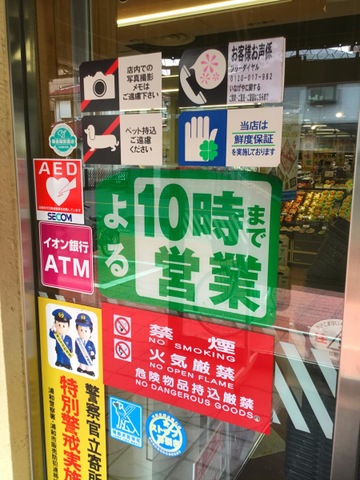 店内での
写真撮影
メモは
ご遠慮下さい
お客様お声係
シャーダイヤル
0120-017-962
ペット持込
ご遠慮
ください
当店は
鮮度保証
を実施しております
AED
SECOM
イオン銀行
ATM
よる
10時まで
営業
禁煙
NO SMOKING
火気厳禁
NO OPEN FLAME
危険物品持込厳禁
NO DANGEROUS GOODS
警察官立寄所
特別警戒実施